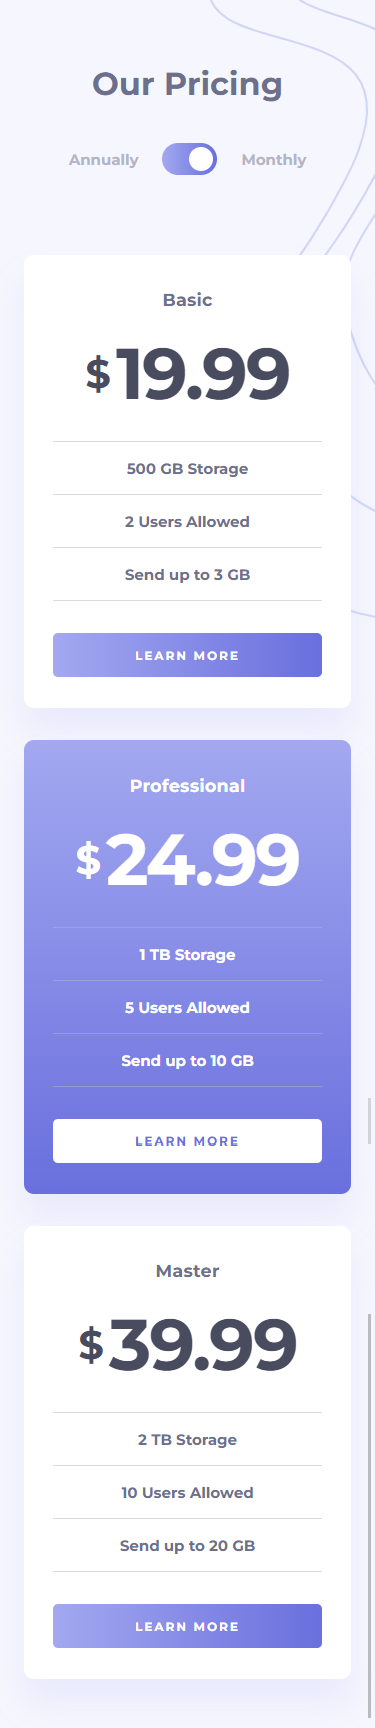 Our Pricing
Annually Monthly
Basic
$19.99
500 GB Storage
2 Users Allowed
Send up to 3 GB
LEARN MORE
Professional
$24.99
1 TB Storage
5 Users Allowed
Send up to 10 GB
LEARN MORE
Master
$39.99
2 TB Storage
10 Users Allowed
Send up to 20 GB
LEARN MORE